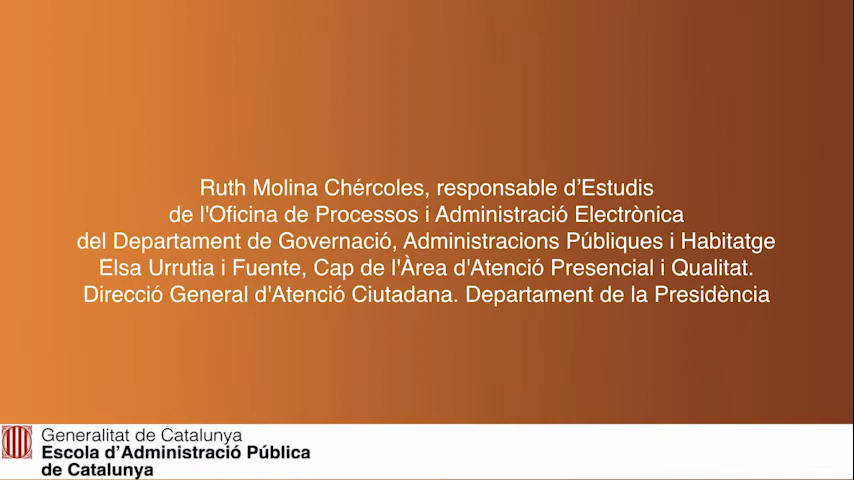 Ruth Molina Chércoles, responsable d’Estudis
de l'Oficina de Processos i Administració Electrònica
del Departament de Governació, Administracions Públiques i Habitatge
Elsa Urrutia i Fuente, Cap de l'Àrea d'Atenció Presencial i Qualitat.
Direcció General d'Atenció Ciutadana. Departament de la Presidència
Generalitat de Catalunya
Escola d’Administració Pública
de Catalunya